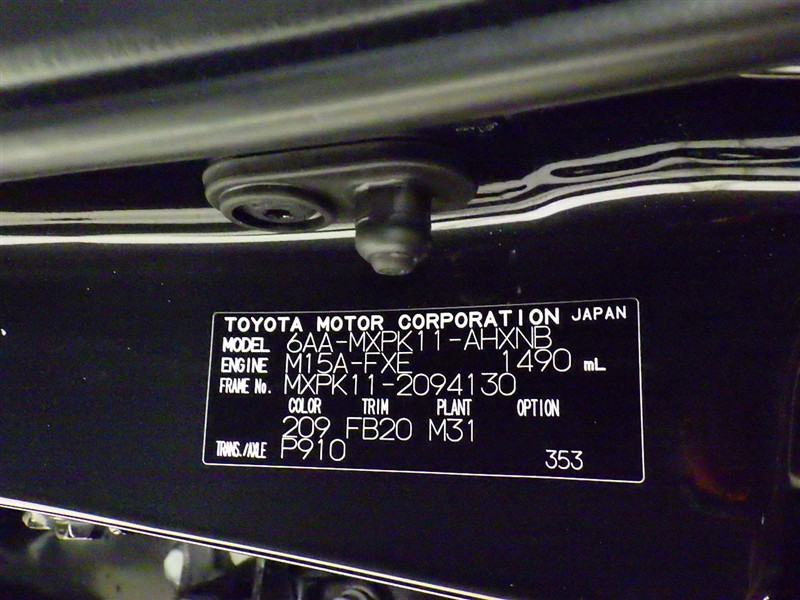 TOYOTA MOTOR CORPORATION JAPAN
MODEL 6AA-MXPK11-AHXNB
ENGINE M15A-FXE 1490 mL
FRAME No. MXPK11-2094130
COLOR TRIM PLANT OPTION
209 FB20 M31
TRANS./AXLE P910 353